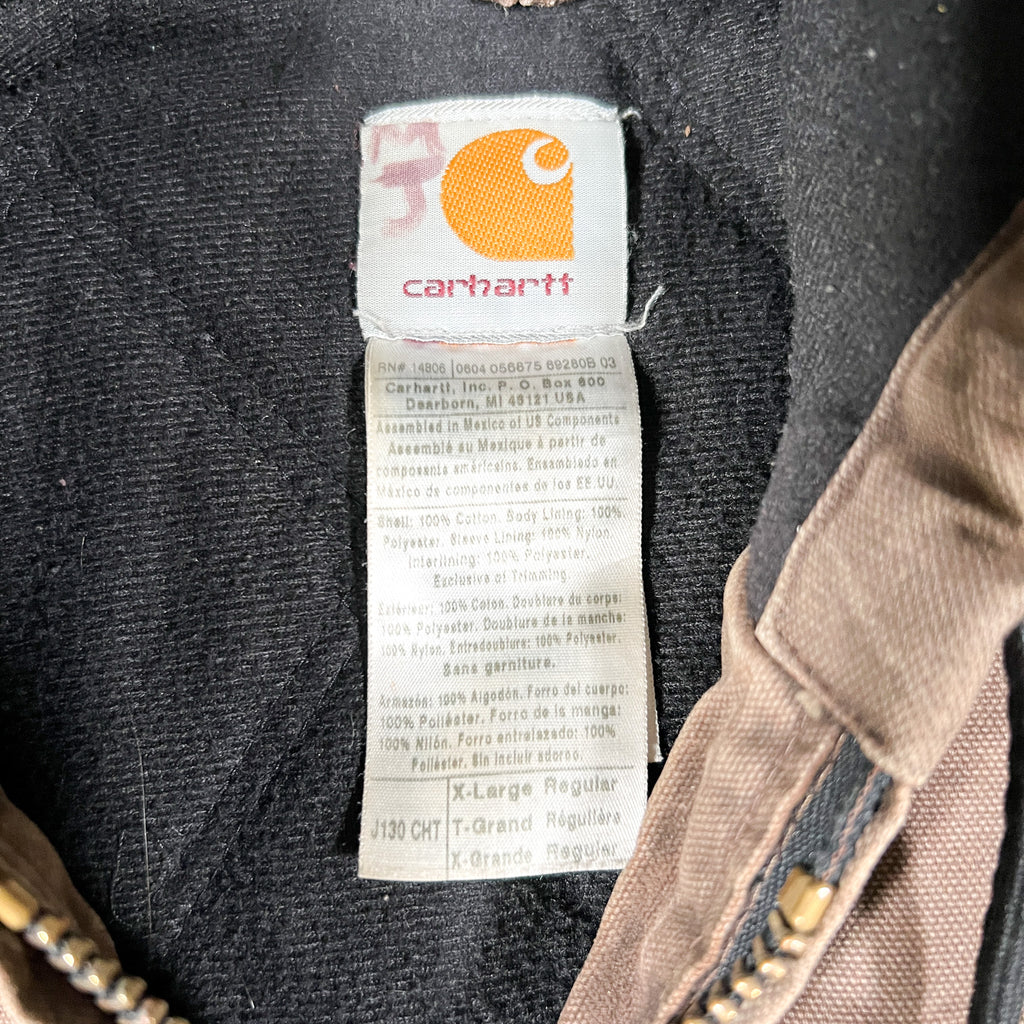 MJ
carhartt
RN# 14806 0604 056875 69280B 03
Carhartt, Inc. P. O. Box 600
Dearborn, MI 48121 USA
Assembled in Mexico of US Components
Assemblé au Mexique à partir de
composants américains. Ensamblado en
México de componentes de los EE.UU.
Shell: 100% Cotton. Body Lining: 100%
Polyester. Sleeve Lining: 100% Nylon.
Interlining: 100% Polyester.
Exclusive of Trimming.
Extérieur: 100% Coton. Doublure du corps:
100% Polyester. Doublure de la manche:
100% Nylon. Entredoublure: 100% Polyester.
Sans garniture.
Armazón: 100% Algodón. Forro del cuerpo:
100% Poliéster. Forro de la manga:
100% Nilón. Forro entrelazado: 100%
Poliéster. Sin incluir adorno.
J130 CHT
X-Large Regular
T-Grand Régulière
X-Grande Regular